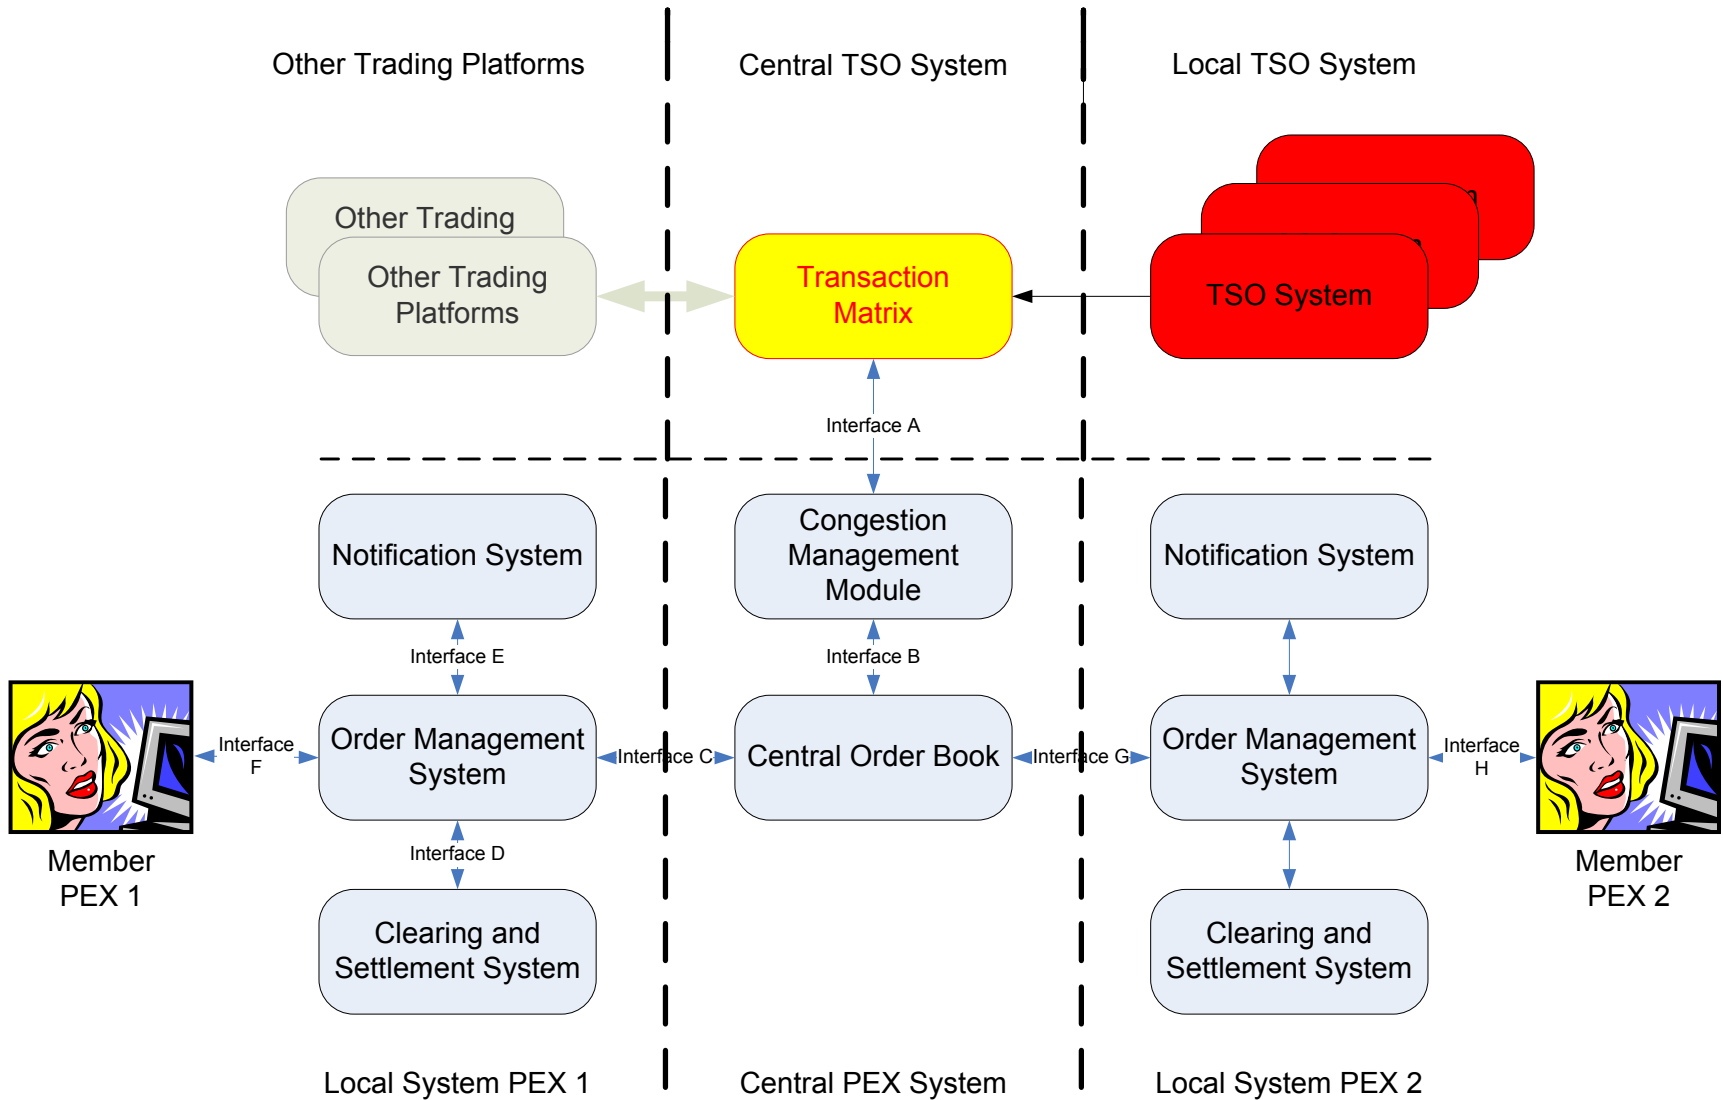 Other Trading Platforms
Central TSO System
Local TSO System
Other Trading
Other Trading
Platforms
Transaction
Matrix
TSO System
Interface A
Notification System
Congestion
Management
Module
Notification System
Interface E
Interface B
Interface
F
Order Management
System
Interface C
Central Order Book
Interface G
Order Management
System
Interface
H
Member
PEX 1
Interface D
Member
PEX 2
Clearing and
Settlement System
Clearing and
Settlement System
Local System PEX 1
Central PEX System
Local System PEX 2